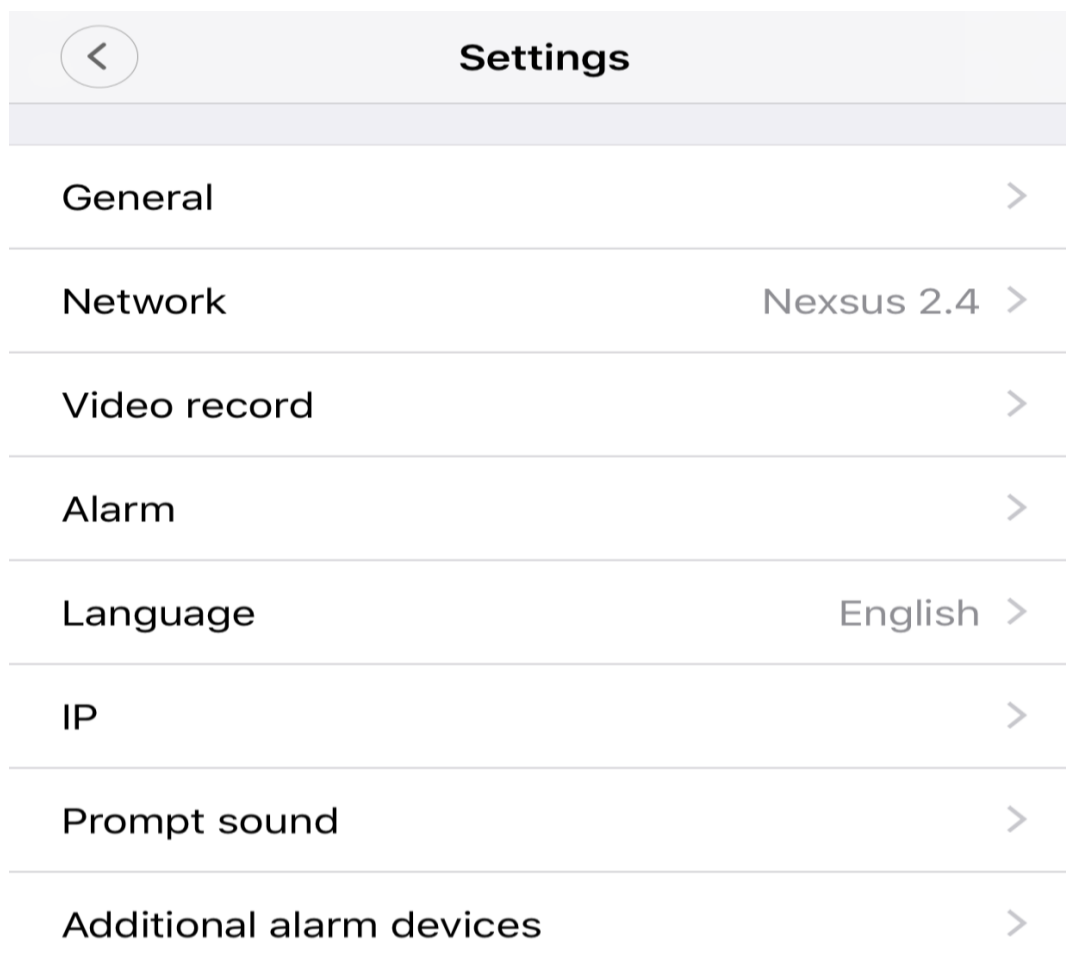 Settings
General
Network Nexsus 2.4
Video record
Alarm
Language English
IP
Prompt sound
Additional alarm devices